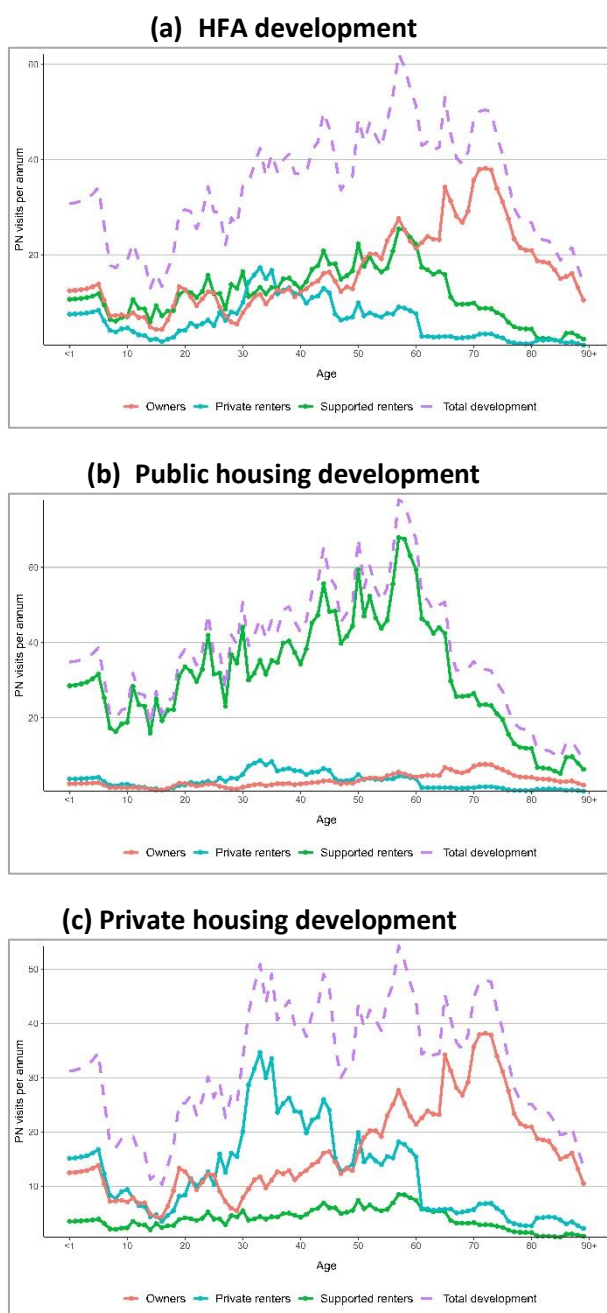 (a) HFA development
60
40
20
PN visits per annum
<1 10 20 30 40 50 60 70 80 90+
Age
Owners Private renters Supported renters Total development
(b) Public housing development
60
40
20
PN visits per annum
<1 10 20 30 40 50 60 70 80 90+
Age
Owners Private renters Supported renters Total development
(c) Private housing development
50
40
30
20
10
PN visits per annum
<1 10 20 30 40 50 60 70 80 90+
Age
Owners Private renters Supported renters Total development